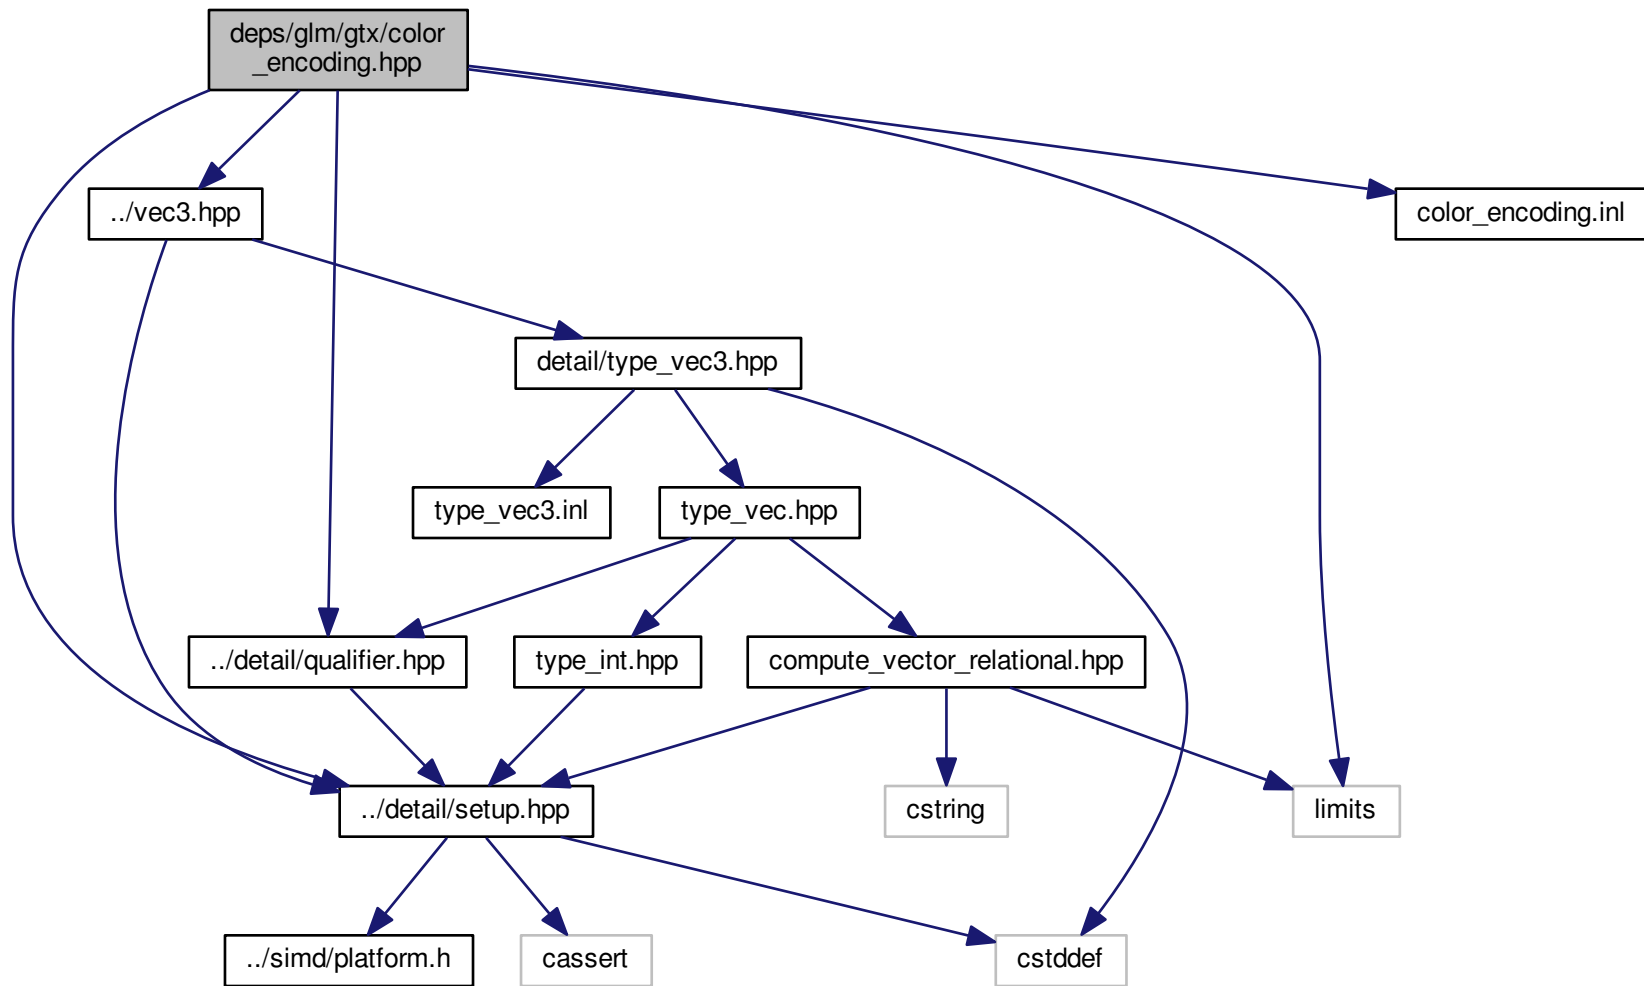 deps/glm/gtx/color
_encoding.hpp
../vec3.hpp
color_encoding.inl
detail/type_vec3.hpp
type_vec3.inl
type_vec.hpp
../detail/qualifier.hpp
type_int.hpp
compute_vector_relational.hpp
../detail/setup.hpp
cstring
limits
../simd/platform.h
cassert
cstddef